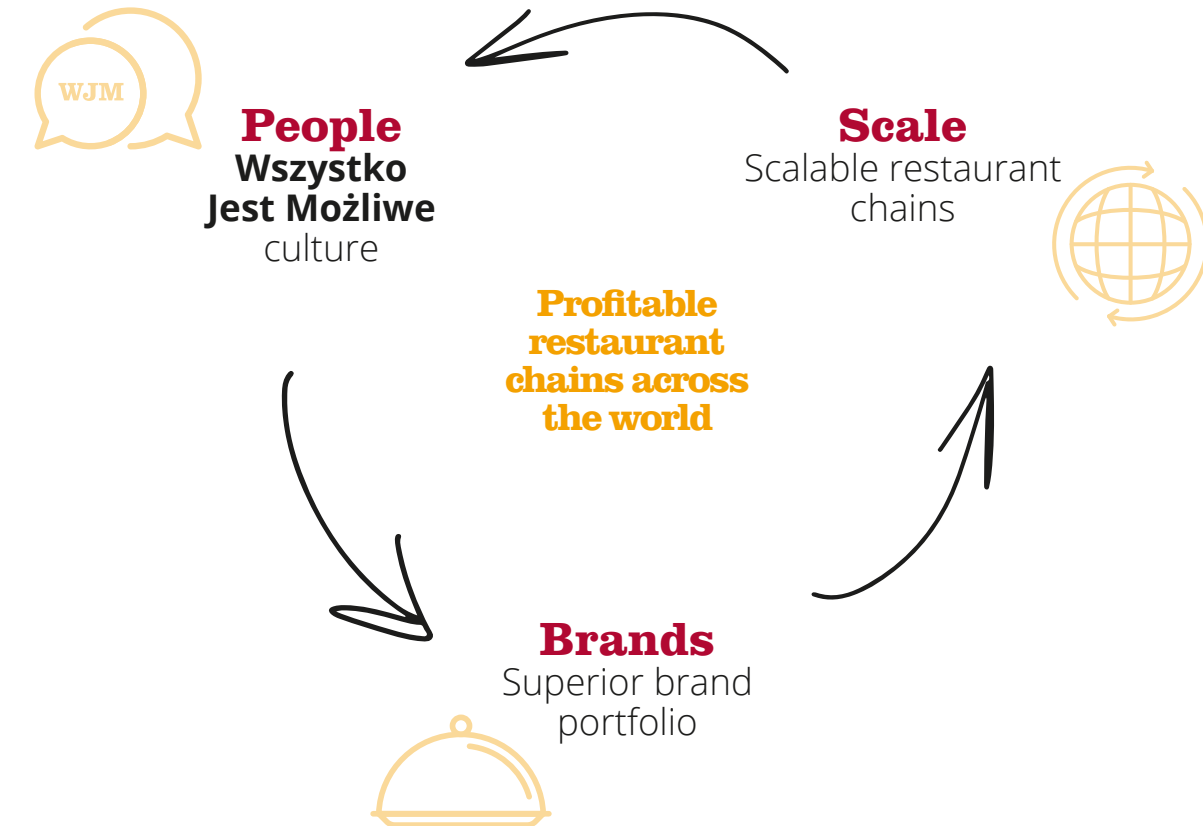 WJM
People
Wszystko
Jest Możliwe
culture
Scale
Scalable restaurant
chains
Profitable
restaurant
chains across
the world
Brands
Superior brand
portfolio